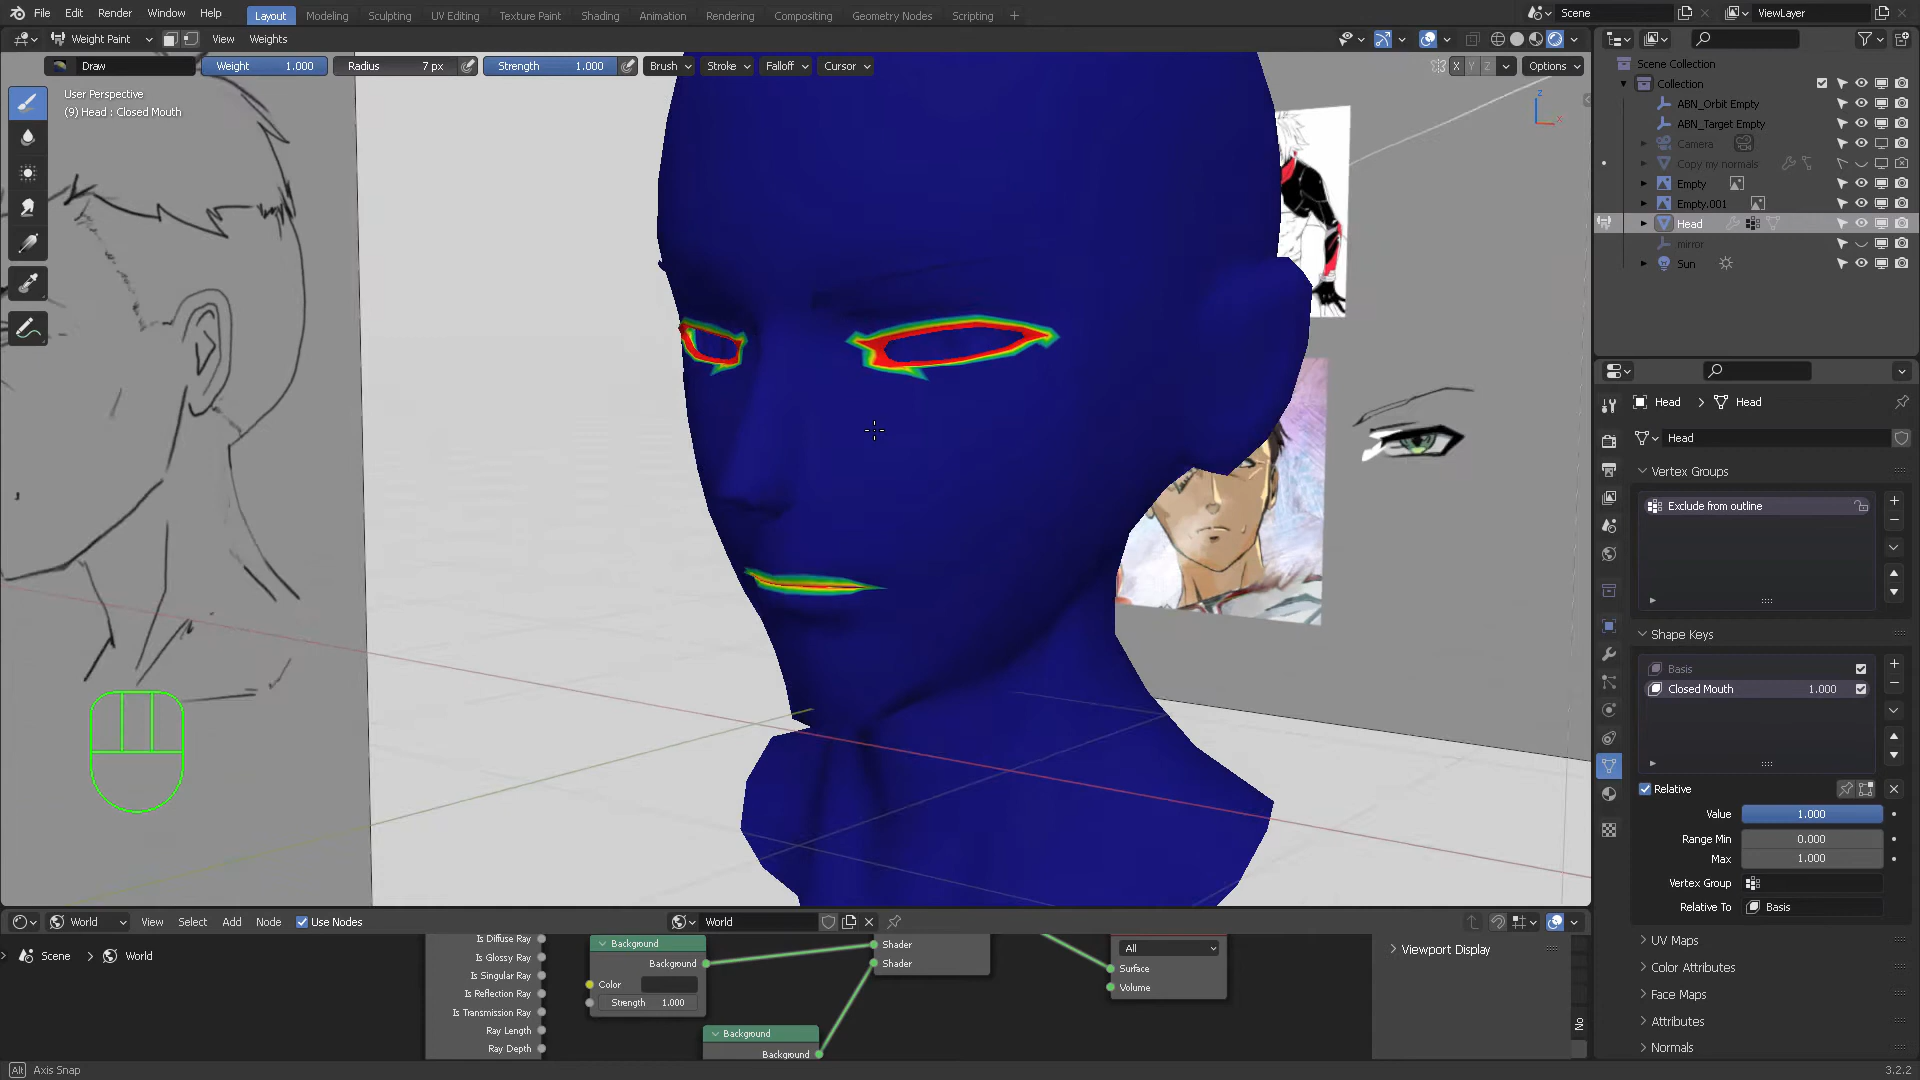 File Edit Render Window Help Layout Modeling Sculpting UV Editing Texture Paint Shading Animation Rendering Compositing Geometry Nodes Scripting + Scene ViewLayer
Weight Paint View Weights
Draw Weight 1.000 Radius 7 px Strength 1.000 Brush Stroke Falloff Cursor X Y Z Options
User Perspective
(9) Head : Closed Mouth
Z
X
Scene Collection
Collection
ABN_Orbit Empty
ABN_Target Empty
Camera
Copy my normals
Empty
Empty.001
Head
mirror
Sun
Head > Head
Head
Vertex Groups
Exclude from outline
Shape Keys
Basis
Closed Mouth 1.000
Relative
Value 1.000
Range Min 0.000
Max 1.000
Vertex Group
Relative To Basis
UV Maps
Color Attributes
Face Maps
Attributes
Normals
World View Select Add Node Use Nodes World
Scene > World
Is Diffuse Ray
Is Glossy Ray
Is Singular Ray
Is Reflection Ray
Is Transmission Ray
Ray Length
Ray Depth
Background
Background
Color
Strength 1.000
Background
Background
Shader
Shader
All
Surface
Volume
Viewport Display
No
Alt Axis Snap
3.2.2